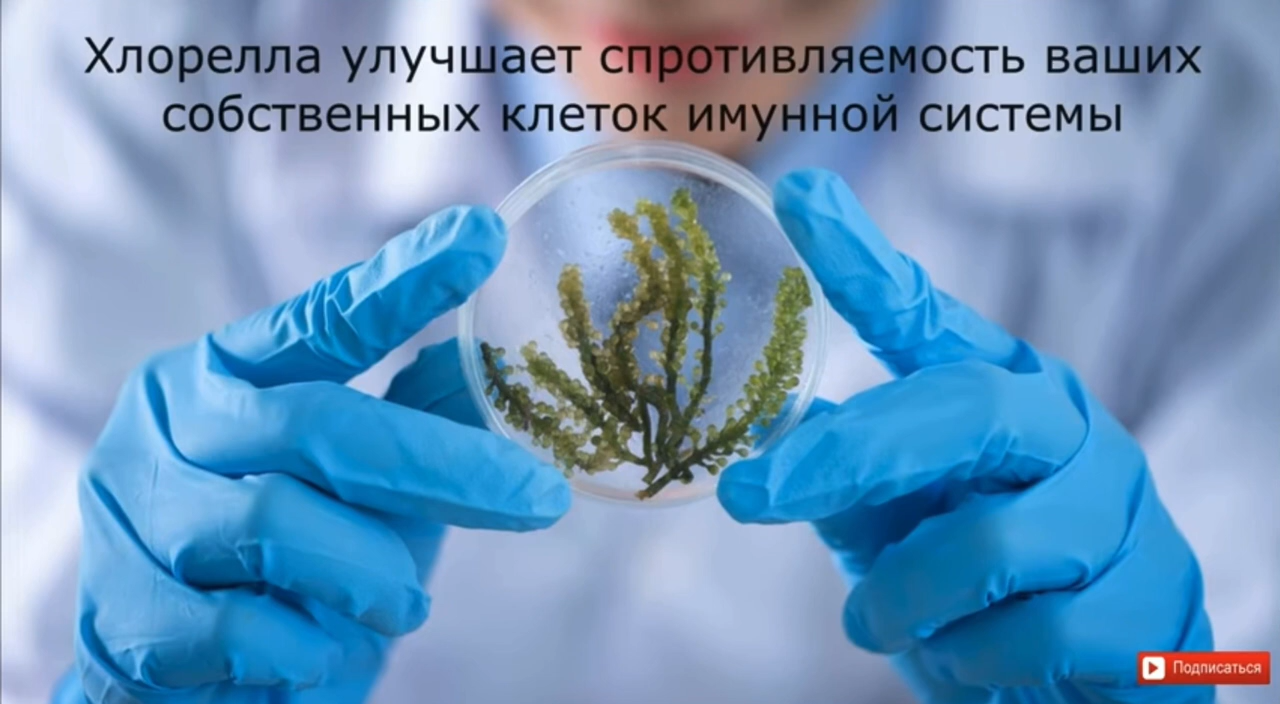 Хлорелла улучшает спротивляемость ваших
собственных клеток имунной системы
Подписаться